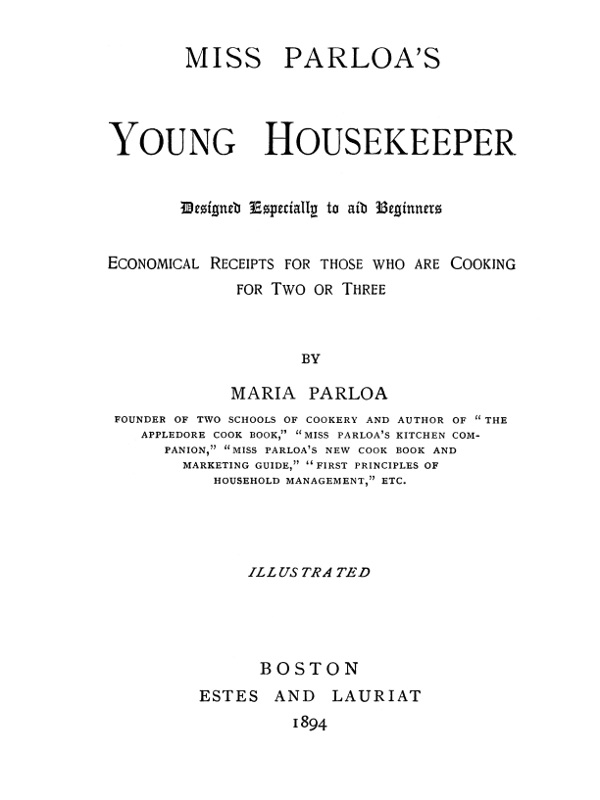 MISS PARLOA'S
YOUNG HOUSEKEEPER
Designed Especially to aid Beginners
ECONOMICAL RECEIPTS FOR THOSE WHO ARE COOKING
FOR TWO OR THREE
BY
MARIA PARLOA
FOUNDER OF TWO SCHOOLS OF COOKERY AND AUTHOR OF "THE
APPLEDORE COOK BOOK," "MISS PARLOA'S KITCHEN COM-
PANION," "MISS PARLOA'S NEW COOK BOOK AND
MARKETING GUIDE," "FIRST PRINCIPLES OF
HOUSEHOLD MANAGEMENT," ETC.
ILLUSTRATED
BOSTON
ESTES AND LAURIAT
1894